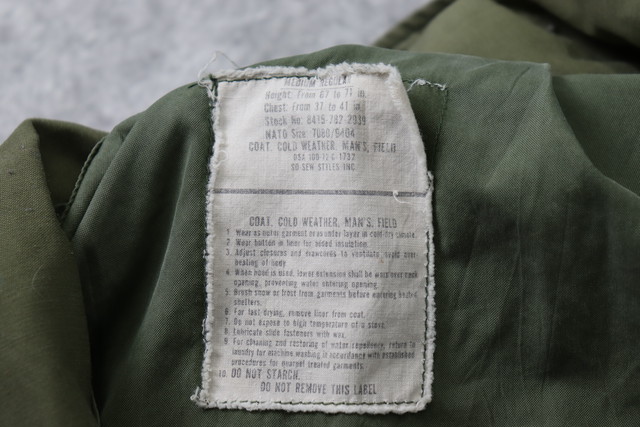 MEDIUM REGULAR
Height: From 67 to 71 in.
Chest: From 37 to 41 in.
Stock No. 8415-782-2939
NATO Size: 7080/9404
COAT, COLD WEATHER, MAN'S, FIELD
DSA 100-
SO-SEW STYLES INC.
COAT, COLD WEATHER, MAN'S, FIELD
1. Wear as outer garment or as under layer in cold-dry climate.
2. Wear button in liner for added insulation.
3. Adjust closures and drawcords to ventilate avoid over-
heating of body.
4. When hood is used, lower extension shall be worn over neck
opening, preventing water entering opening.
5. Brush snow or frost from garments before entering heated
shelters.
6. For fast drying, remove liner from coat.
7. Do not expose to high temperature of a stove.
8. Lubricate slide fasteners with wax.
9. For cleaning and restoring of water repellency, return to
laundry for machine washing in accordance with established
procedures for quarpel treated garments.
10. DO NOT STARCH.
DO NOT REMOVE THIS LABEL